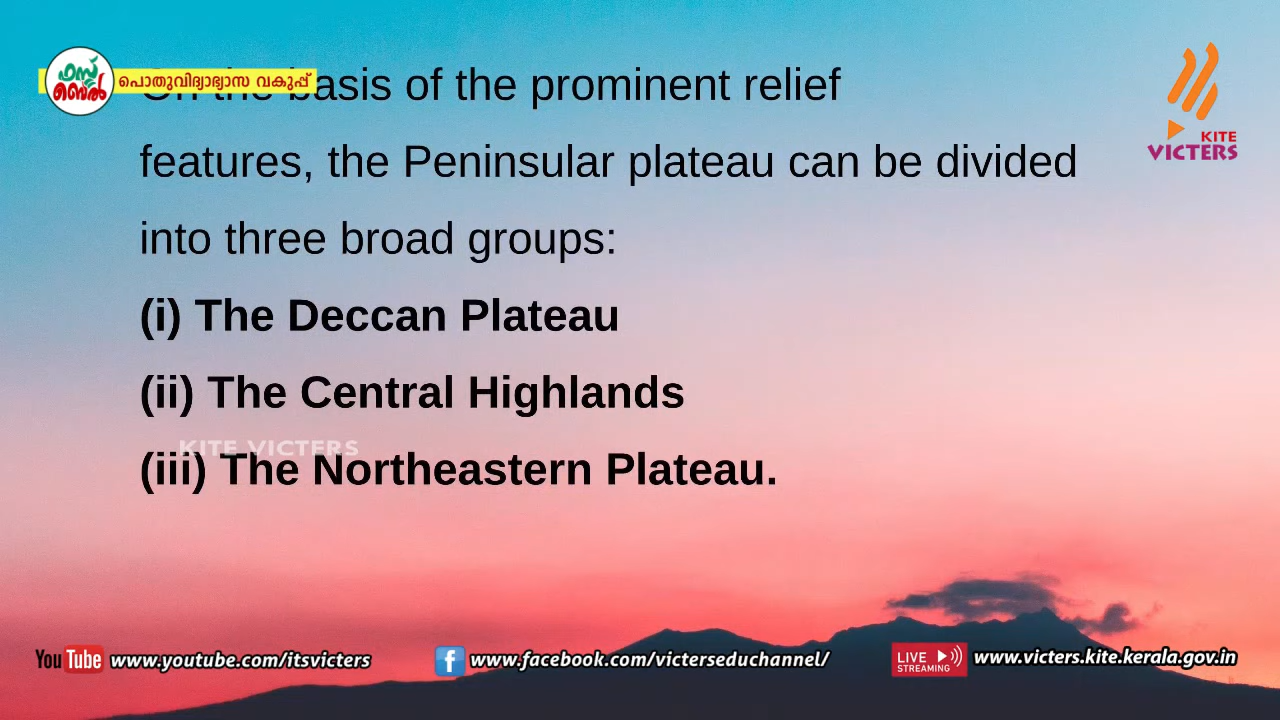 ഫസ്റ്റ്
ബെൽ
പൊതുവിദ്യാഭ്യാസ വകുപ്പ്
On the basis of the prominent relief
features, the Peninsular plateau can be divided
into three broad groups:
(i) The Deccan Plateau
(ii) The Central Highlands
(iii) The Northeastern Plateau.
KITE VICTERS
KITE
VICTERS
YouTube www.youtube.com/itsvicters
f www.facebook.com/victerseduchannel/
LIVE STREAMING www.victers.kite.kerala.gov.in